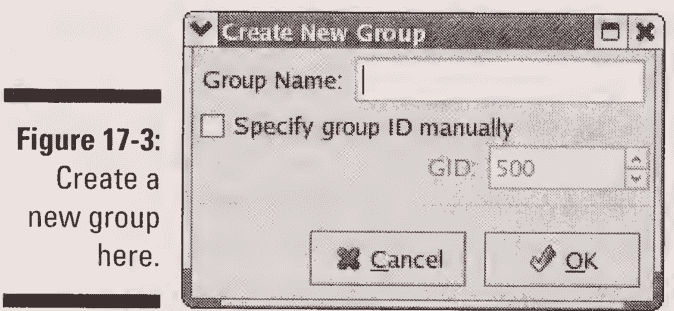 Figure 17-3:
Create a
new group
here.
Create New Group
Group Name:
Specify group ID manually
GID: 500
Cancel
OK